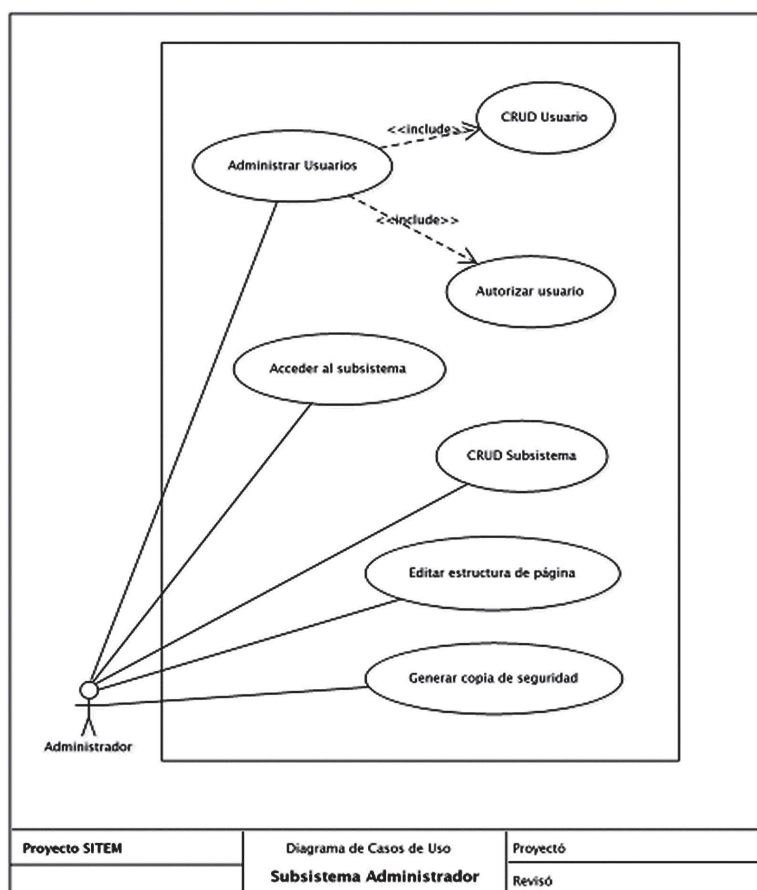 CRUD Usuario
<<include>>
Administrar Usuarios
<<include>>
Autorizar usuario
Acceder al subsistema
CRUD Subsistema
Editar estructura de página
Generar copia de seguridad
Administrador
Proyecto SITEM
Diagrama de Casos de Uso
Subsistema Administrador
Proyectó
Revisó